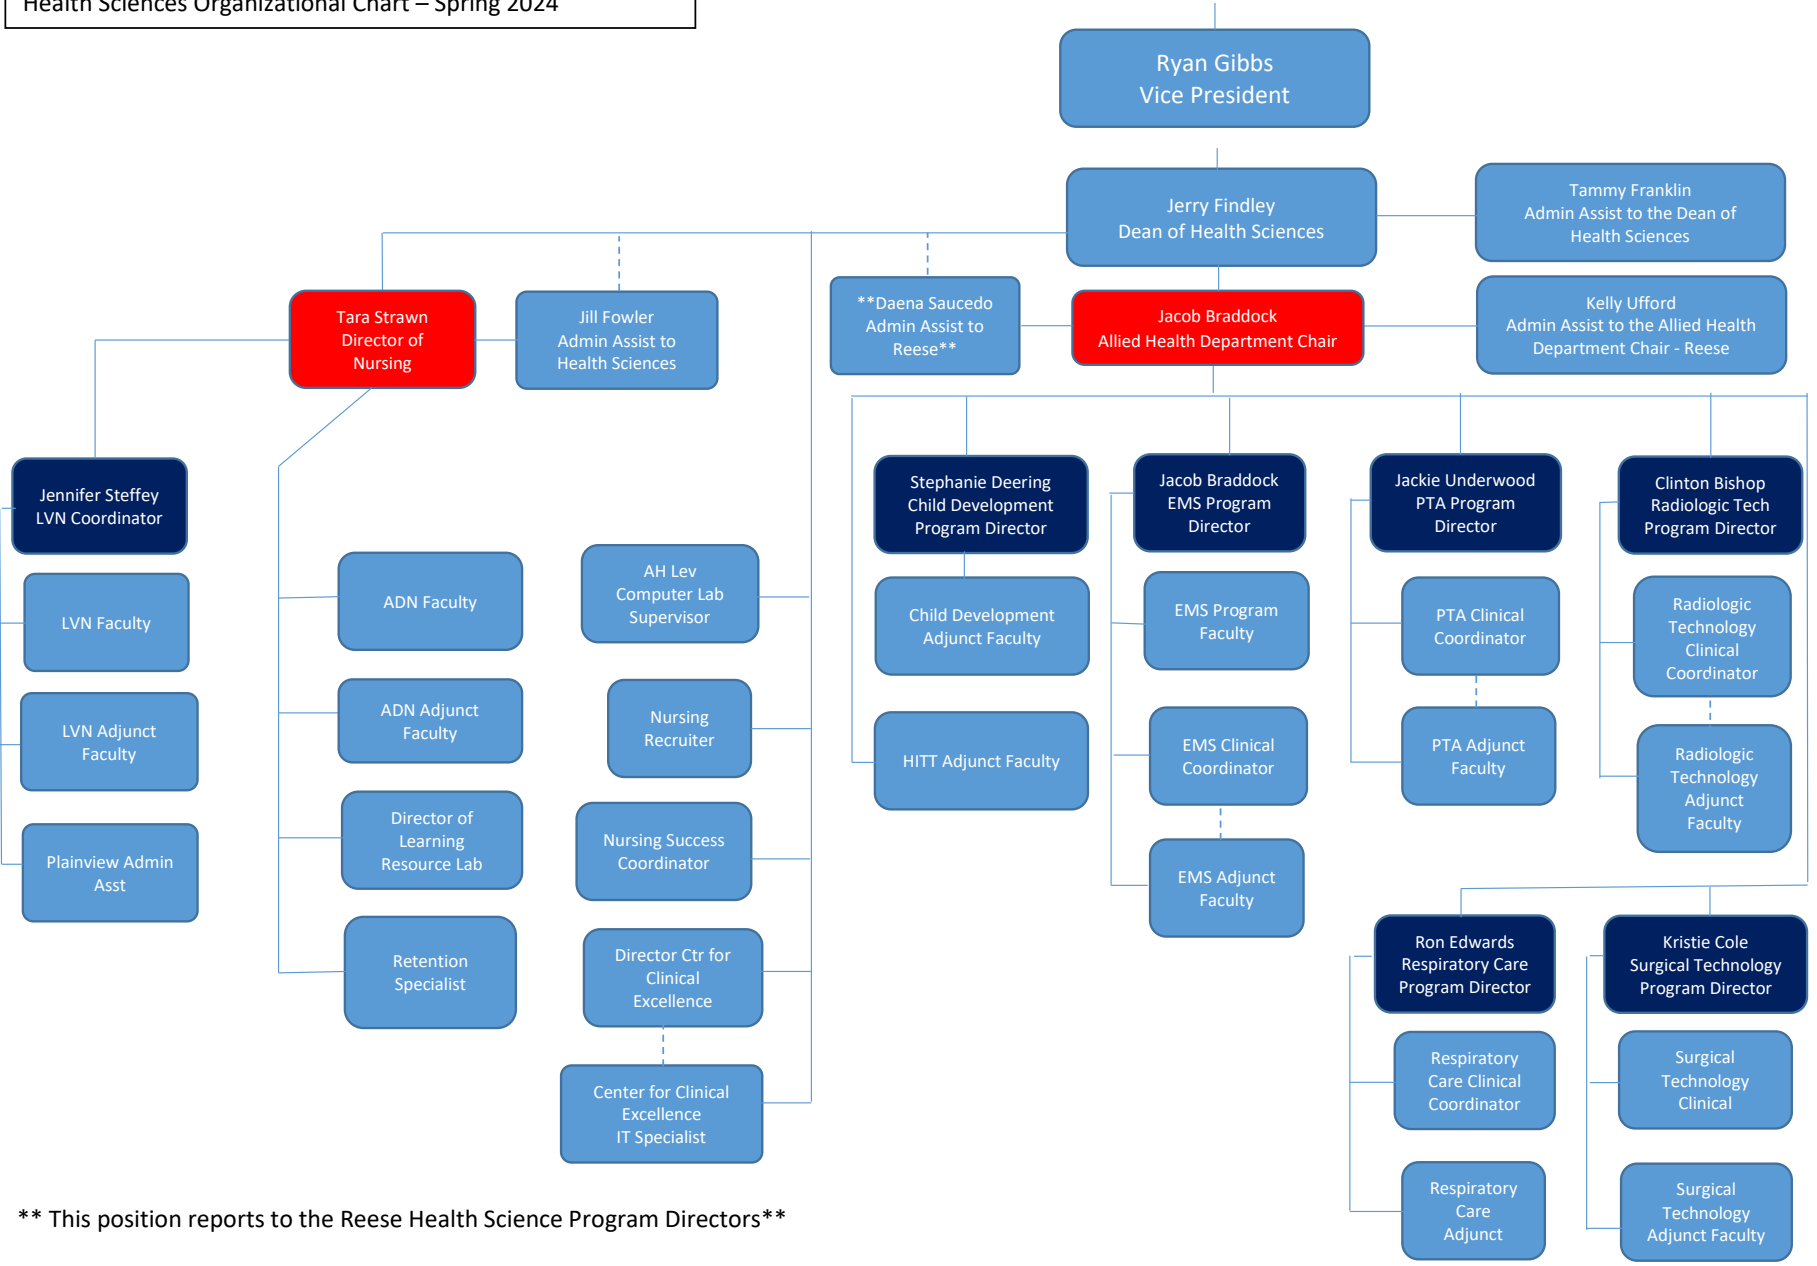 Health Sciences Organizational Chart – Spring 2024
Ryan Gibbs
Vice President
Jerry Findley
Dean of Health Sciences
Tammy Franklin
Admin Assist to the Dean of
Health Sciences
Tara Strawn
Director of
Nursing
Jill Fowler
Admin Assist to
Health Sciences
**Daena Saucedo
Admin Assist to
Reese**
Jacob Braddock
Allied Health Department Chair
Kelly Ufford
Admin Assist to the Allied Health
Department Chair - Reese
Jennifer Steffey
LVN Coordinator
LVN Faculty
LVN Adjunct
Faculty
Plainview Admin
Asst
ADN Faculty
ADN Adjunct
Faculty
Director of
Learning
Resource Lab
Retention
Specialist
AH Lev
Computer Lab
Supervisor
Nursing
Recruiter
Nursing Success
Coordinator
Director Ctr for
Clinical
Excellence
Center for Clinical
Excellence
IT Specialist
Stephanie Deering
Child Development
Program Director
Child Development
Adjunct Faculty
HITT Adjunct Faculty
Jacob Braddock
EMS Program
Director
EMS Program
Faculty
EMS Clinical
Coordinator
EMS Adjunct
Faculty
Jackie Underwood
PTA Program
Director
PTA Clinical
Coordinator
PTA Adjunct
Faculty
Clinton Bishop
Radiologic Tech
Program Director
Radiologic
Technology
Clinical
Coordinator
Radiologic
Technology
Adjunct
Faculty
Ron Edwards
Respiratory Care
Program Director
Respiratory
Care Clinical
Coordinator
Respiratory
Care
Adjunct
Kristie Cole
Surgical Technology
Program Director
Surgical
Technology
Clinical
Surgical
Technology
Adjunct Faculty
** This position reports to the Reese Health Science Program Directors**